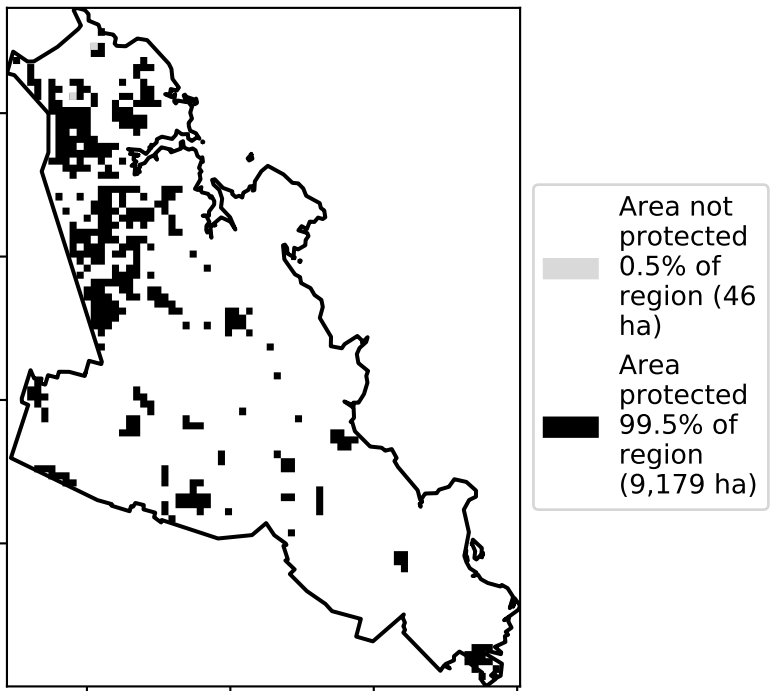 Area not
protected
0.5% of
region (46
ha)
Area
protected
99.5% of
region
(9,179 ha)